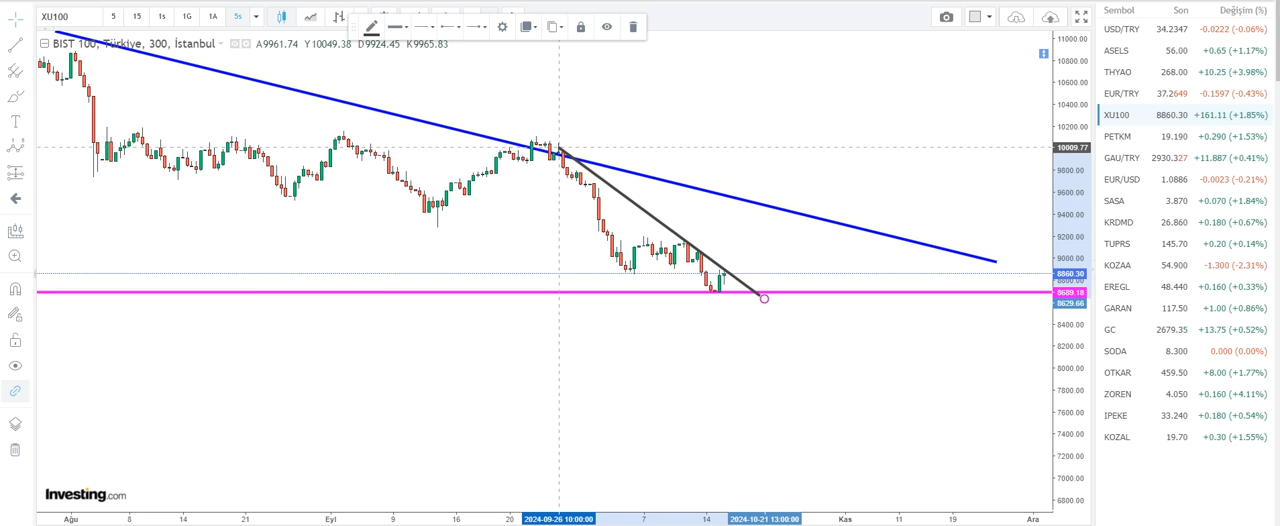 XU100 5 15 1s 1G 1A 5s
BIST 100, Türkiye, 300, İstanbul A9961.74 Y10049.38 D9924.45 K9965.83
11000.00
10800.00
10600.00
10400.00
10200.00
10009.77
9800.00
9600.00
9400.00
9200.00
9000.00
8860.30
8800.00
8689.18
8629.66
8400.00
8200.00
8000.00
7800.00
7600.00
7400.00
7200.00
7000.00
6800.00
Investing.com
Ağu 8 14 21 Eyl 9 16 20 2024-09-26 10:00:00 7 14 2024-10-21 13:00:00 Kas 11 19 Ara
Sembol Son Değişim (%)
USD/TRY 34.2347 -0.0222 (-0.06%)
ASELS 56.00 +0.65 (+1.17%)
THYAO 268.00 +10.25 (+3.98%)
EUR/TRY 37.2649 -0.1597 (-0.43%)
XU100 8860.30 +161.11 (+1.85%)
PETKM 19.190 +0.290 (+1.53%)
GAU/TRY 2930.327 +11.887 (+0.41%)
EUR/USD 1.0886 -0.0023 (-0.21%)
SASA 3.870 +0.070 (+1.84%)
KRDMD 26.860 +0.180 (+0.67%)
TUPRS 145.70 +0.20 (+0.14%)
KOZAA 54.900 -1.300 (-2.31%)
EREGL 48.440 +0.160 (+0.33%)
GARAN 117.50 +1.00 (+0.86%)
GC 2679.35 +13.75 (+0.52%)
SODA 8.300 0.000 (0.00%)
OTKAR 459.50 +8.00 (+1.77%)
ZOREN 4.050 +0.160 (+4.11%)
IPEKE 33.240 +0.180 (+0.54%)
KOZAL 19.70 +0.30 (+1.55%)